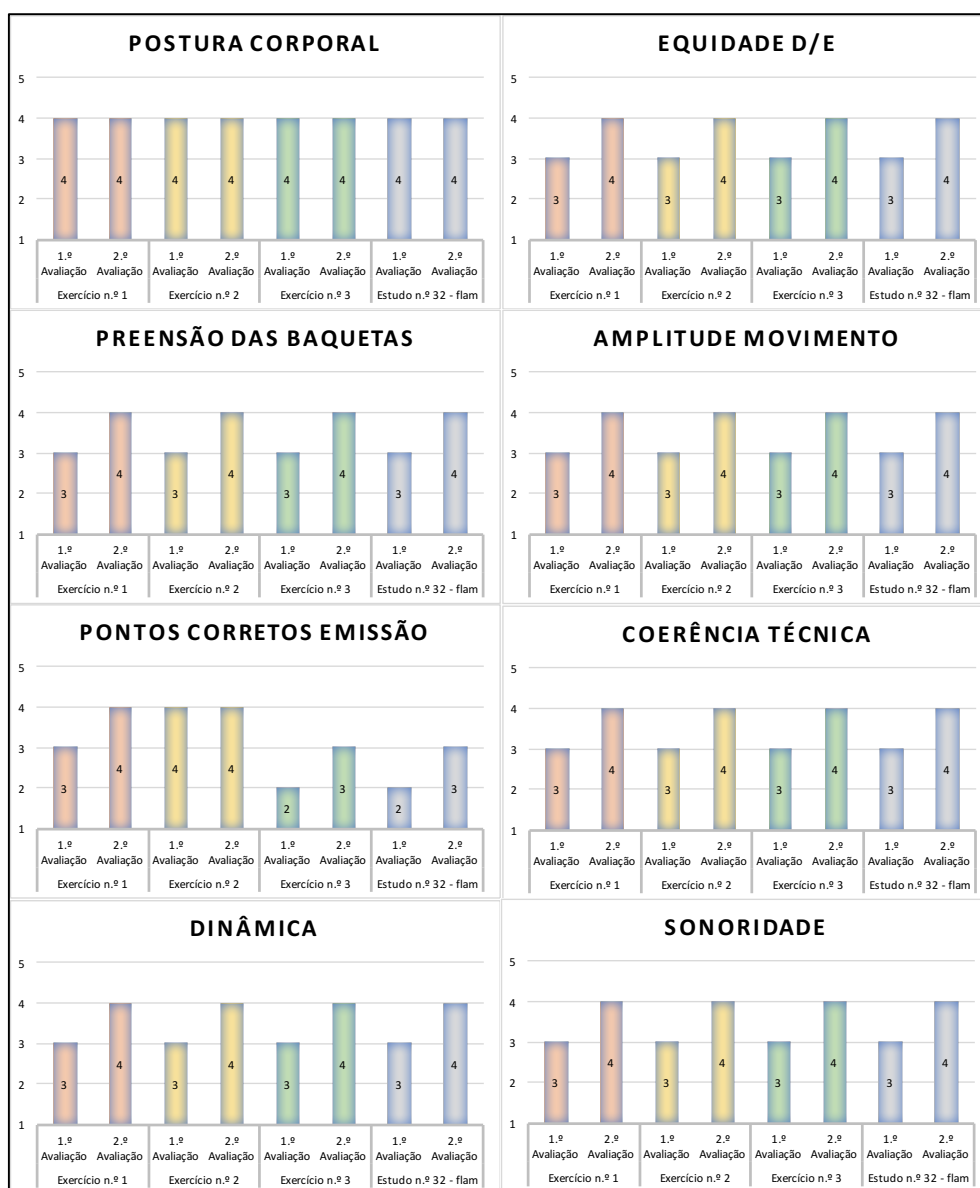 POSTURA CORPORAL
5
4
3
2
1
4 4 4 4 4 4 4 4
1.º 2.º 1.º 2.º 1.º 2.º 1.º 2.º
Avaliação Avaliação Avaliação Avaliação Avaliação Avaliação Avaliação Avaliação
Exercício n.º 1 Exercício n.º 2 Exercício n.º 3 Estudo n.º 32 - flam
EQUIDADE D/E
5
4
3
2
1
3 4 3 4 3 4 3 4
1.º 2.º 1.º 2.º 1.º 2.º 1.º 2.º
Avaliação Avaliação Avaliação Avaliação Avaliação Avaliação Avaliação Avaliação
Exercício n.º 1 Exercício n.º 2 Exercício n.º 3 Estudo n.º 32 - flam
PREENSÃO DAS BAQUETAS
5
4
3
2
1
3 4 3 4 3 4 3 4
1.º 2.º 1.º 2.º 1.º 2.º 1.º 2.º
Avaliação Avaliação Avaliação Avaliação Avaliação Avaliação Avaliação Avaliação
Exercício n.º 1 Exercício n.º 2 Exercício n.º 3 Estudo n.º 32 - flam
AMPLITUDE MOVIMENTO
5
4
3
2
1
3 4 3 4 3 4 3 4
1.º 2.º 1.º 2.º 1.º 2.º 1.º 2.º
Avaliação Avaliação Avaliação Avaliação Avaliação Avaliação Avaliação Avaliação
Exercício n.º 1 Exercício n.º 2 Exercício n.º 3 Estudo n.º 32 - flam
PONTOS CORRETOS EMISSÃO
5
4
3
2
1
3 4 4 4 2 3 2 3
1.º 2.º 1.º 2.º 1.º 2.º 1.º 2.º
Avaliação Avaliação Avaliação Avaliação Avaliação Avaliação Avaliação Avaliação
Exercício n.º 1 Exercício n.º 2 Exercício n.º 3 Estudo n.º 32 - flam
COERÊNCIA TÉCNICA
5
4
3
2
1
3 4 3 4 3 4 3 4
1.º 2.º 1.º 2.º 1.º 2.º 1.º 2.º
Avaliação Avaliação Avaliação Avaliação Avaliação Avaliação Avaliação Avaliação
Exercício n.º 1 Exercício n.º 2 Exercício n.º 3 Estudo n.º 32 - flam
DINÂMICA
5
4
3
2
1
3 4 3 4 3 4 3 4
1.º 2.º 1.º 2.º 1.º 2.º 1.º 2.º
Avaliação Avaliação Avaliação Avaliação Avaliação Avaliação Avaliação Avaliação
Exercício n.º 1 Exercício n.º 2 Exercício n.º 3 Estudo n.º 32 - flam
SONORIDADE
5
4
3
2
1
3 4 3 4 3 4 3 4
1.º 2.º 1.º 2.º 1.º 2.º 1.º 2.º
Avaliação Avaliação Avaliação Avaliação Avaliação Avaliação Avaliação Avaliação
Exercício n.º 1 Exercício n.º 2 Exercício n.º 3 Estudo n.º 32 - flam